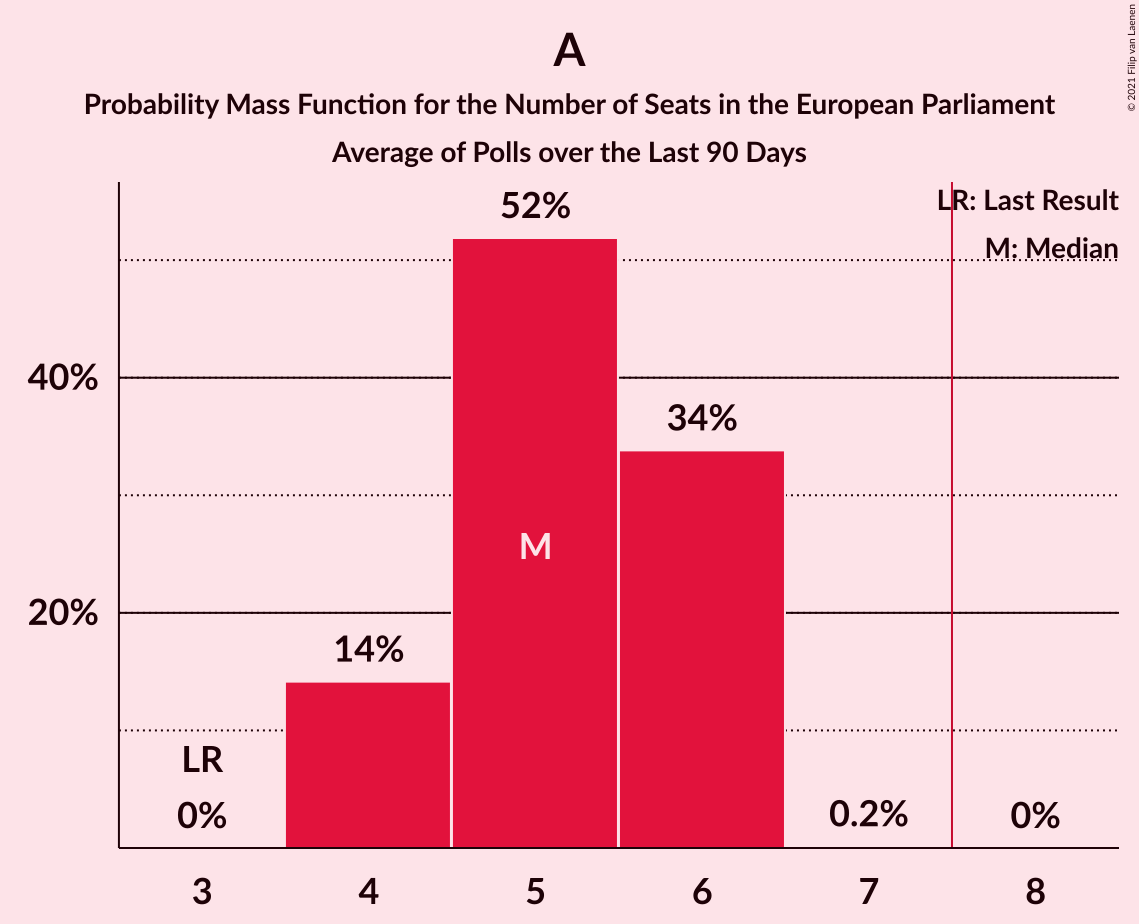 A
Probability Mass Function for the Number of Seats in the European Parliament
Average of Polls over the Last 90 Days
© 2021 Filip van Laenen
LR: Last Result
M: Median
52%
40%
34%
M
20%
14%
LR
0%
0.2%
0%
3 4 5 6 7 8